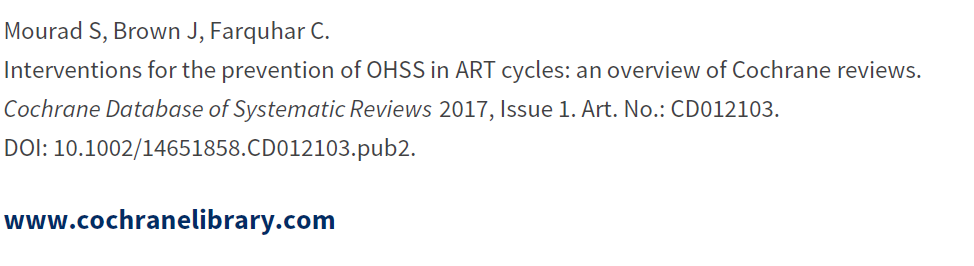 Mourad S, Brown J, Farquhar C.
Interventions for the prevention of OHSS in ART cycles: an overview of Cochrane reviews.
Cochrane Database of Systematic Reviews 2017, Issue 1. Art. No.: CD012103.
DOI: 10.1002/14651858.CD012103.pub2.
www.cochranelibrary.com